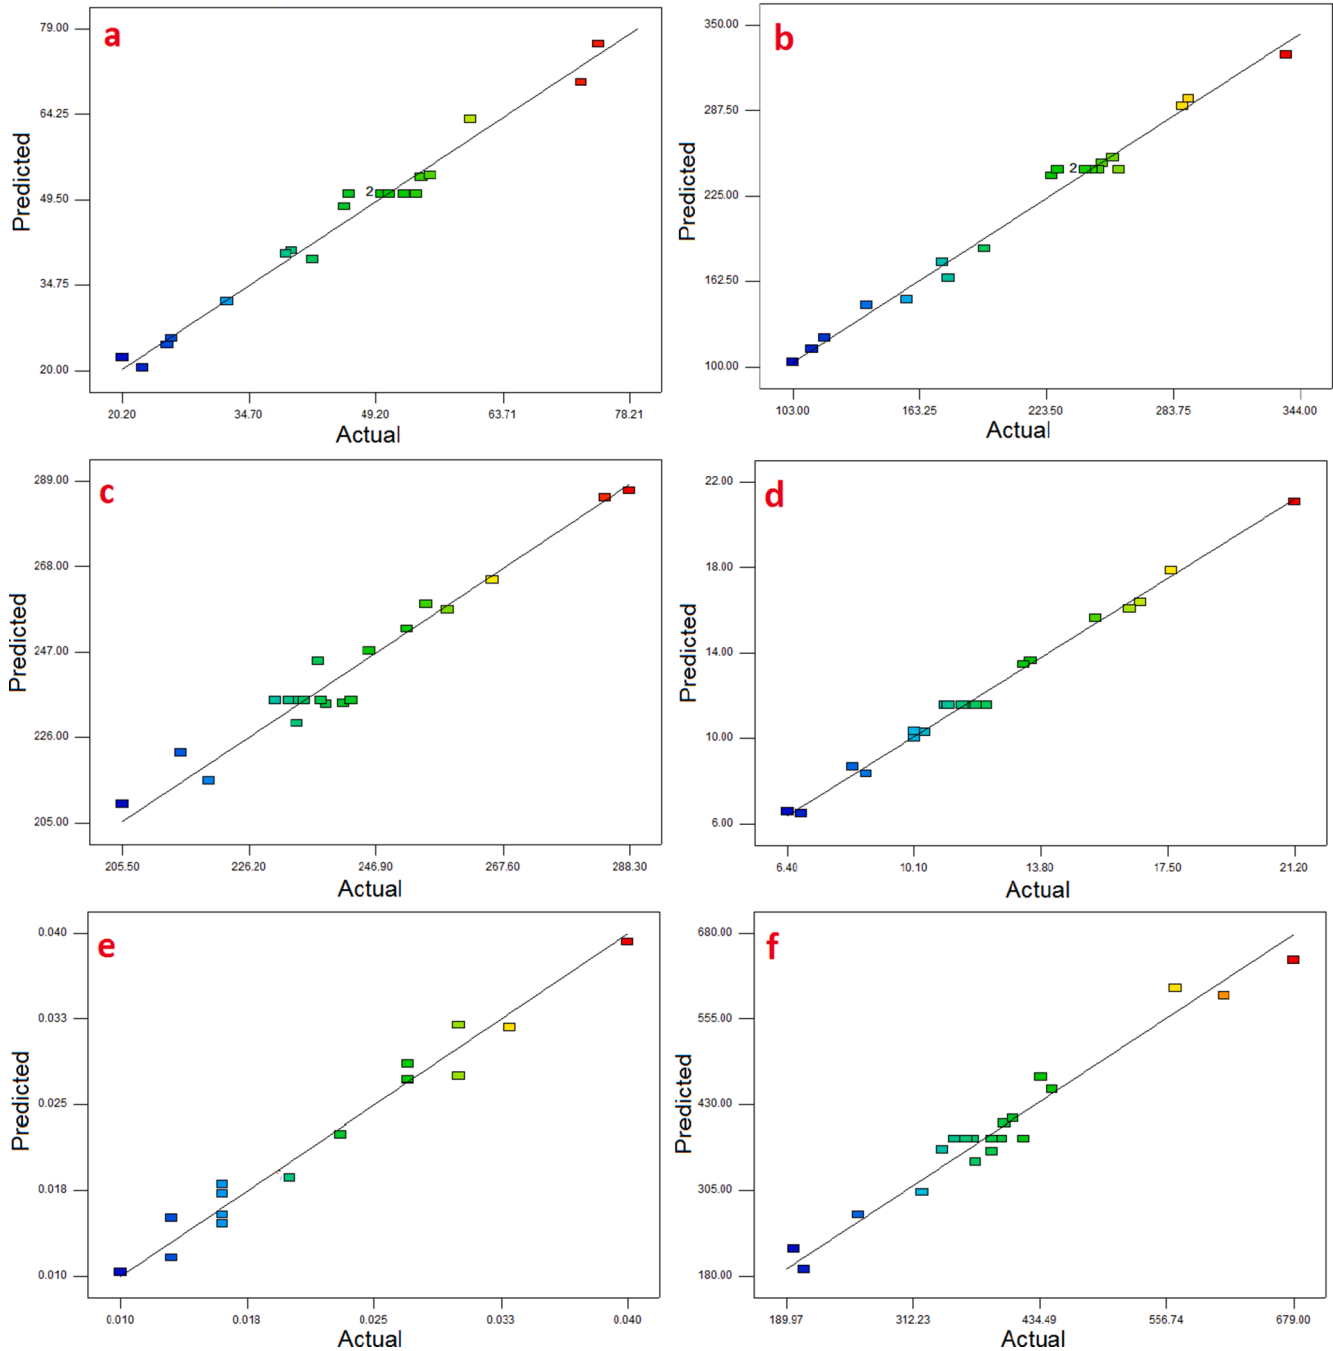 a
79.00
64.25
49.50
34.75
20.00
Predicted
2
20.20 34.70 49.20 63.71 78.21
Actual
b
350.00
287.50
225.00
162.50
100.00
Predicted
2
103.00 163.25 223.50 283.75 344.00
Actual
c
289.00
268.00
247.00
226.00
205.00
Predicted
205.50 226.20 246.90 267.60 288.30
Actual
d
22.00
18.00
14.00
10.00
6.00
Predicted
6.40 10.10 13.80 17.50 21.20
Actual
e
0.040
0.033
0.025
0.018
0.010
Predicted
0.010 0.018 0.025 0.033 0.040
Actual
f
680.00
555.00
430.00
305.00
180.00
Predicted
189.97 312.23 434.49 556.74 679.00
Actual